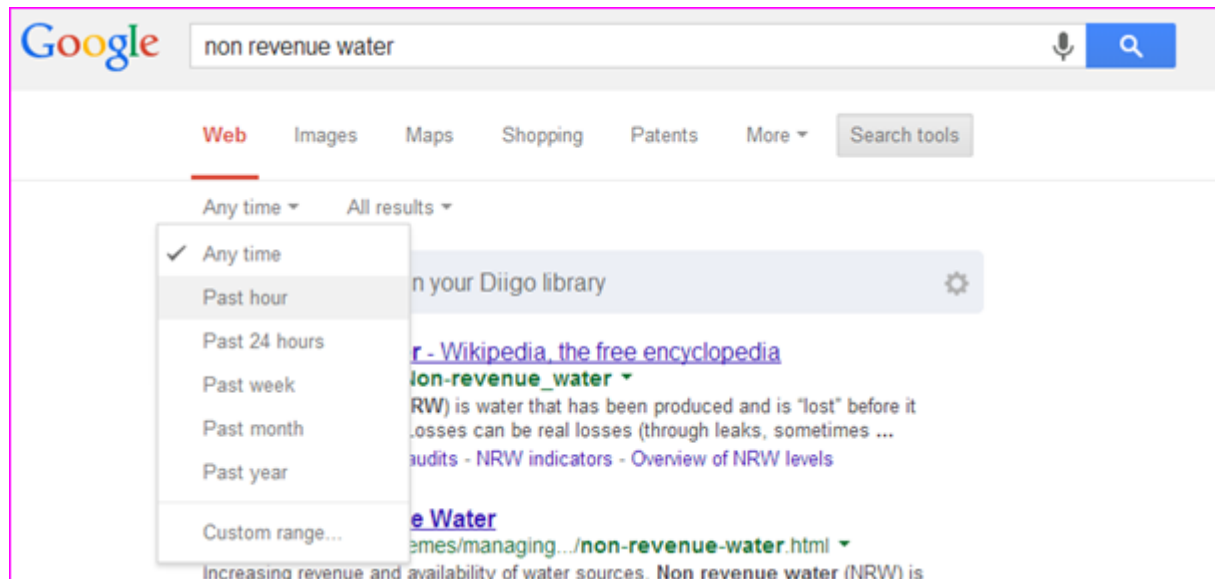 Google non revenue water
Web Images Maps Shopping Patents More Search tools
Any time All results
Any time
Past hour
Past 24 hours
Past week
Past month
Past year
Custom range...
n your Diigo library
r - Wikipedia, the free encyclopedia
Non-revenue_water
RW) is water that has been produced and is “lost” before it
Losses can be real losses (through leaks, sometimes ...
audits - NRW indicators - Overview of NRW levels
e Water
emes/managing.../non-revenue-water.html
Increasing revenue and availability of water sources. Non revenue water (NRW) is